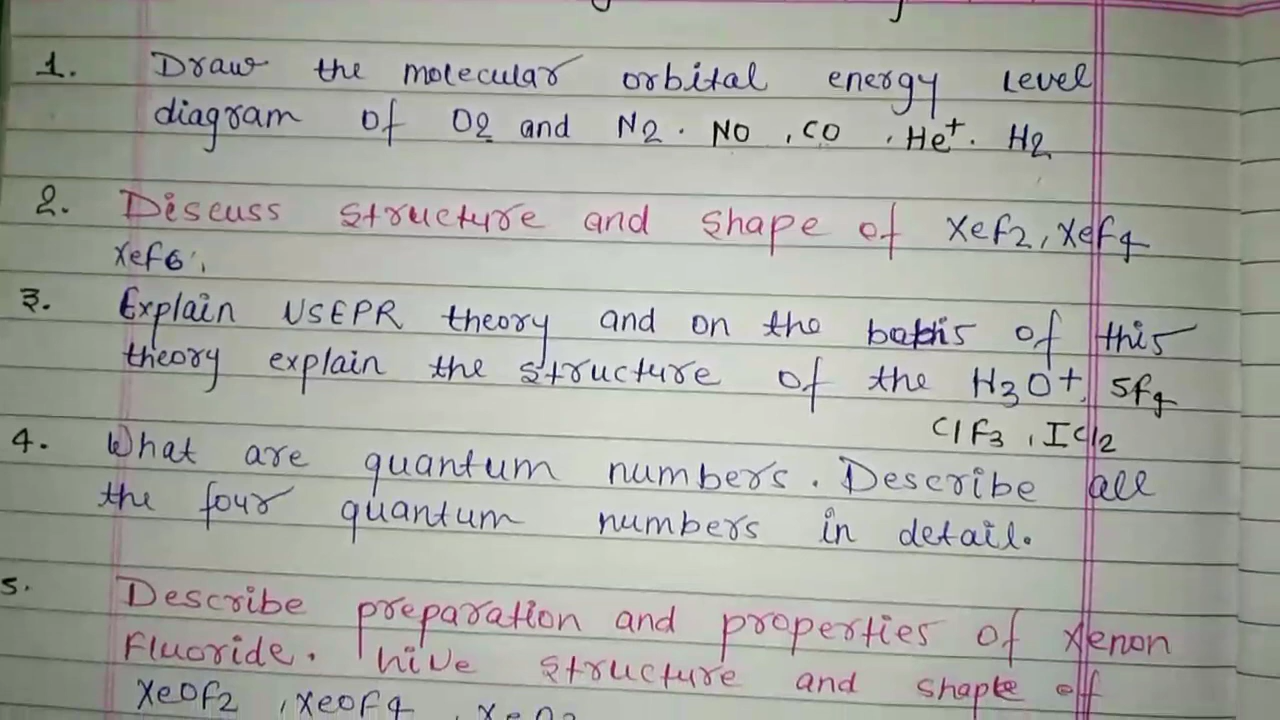 1. Draw the molecular orbital energy level
diagram of O2 and N2. NO, CO, He+. H2
2. Discuss structure and shape of Xef2, Xef4
Xef6,
3. Explain VSEPR theory and on the basis of this
theory explain the structure of the H3O+, Sf4
ClF3, ICl2
4. What are quantum numbers. Describe all
the four quantum numbers in detail.
5. Describe preparation and properties of Xenon
Fluoride. hive structure and shape of
XeOf2, XeOf4,